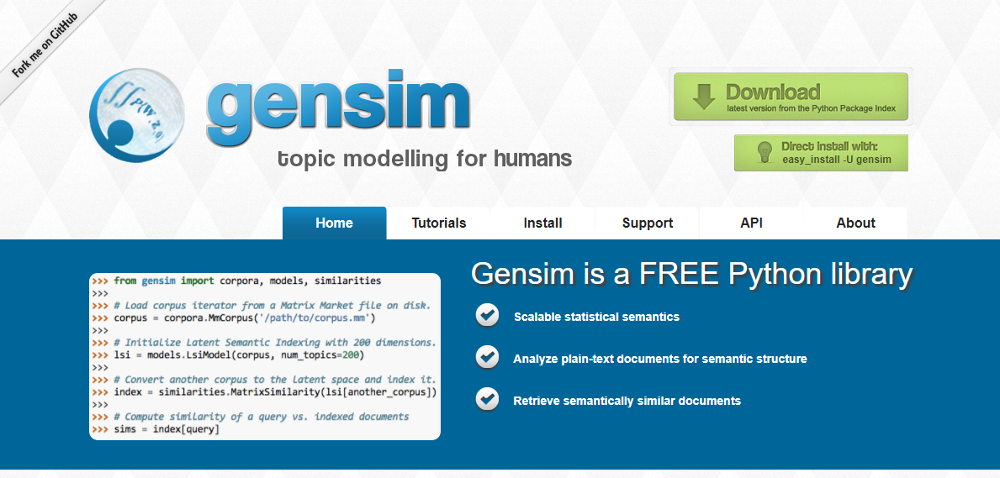 Fork me on GitHub
gensim
topic modelling for humans
Download
latest version from the Python Package Index
Direct install with:
easy_install -U gensim
Home Tutorials Install Support API About
>>> from gensim import corpora, models, similarities
>>>
>>> # Load corpus iterator from a Matrix Market file on disk.
>>> corpus = corpora.MmCorpus('/path/to/corpus.mm')
>>>
>>> # Initialize Latent Semantic Indexing with 200 dimensions.
>>> lsi = models.LsiModel(corpus, num_topics=200)
>>>
>>> # Convert another corpus to the latent space and index it.
>>> index = similarities.MatrixSimilarity(lsi[another_corpus])
>>>
>>> # Compute similarity of a query vs. indexed documents
>>> sims = index[query]
Gensim is a FREE Python library
Scalable statistical semantics
Analyze plain-text documents for semantic structure
Retrieve semantically similar documents